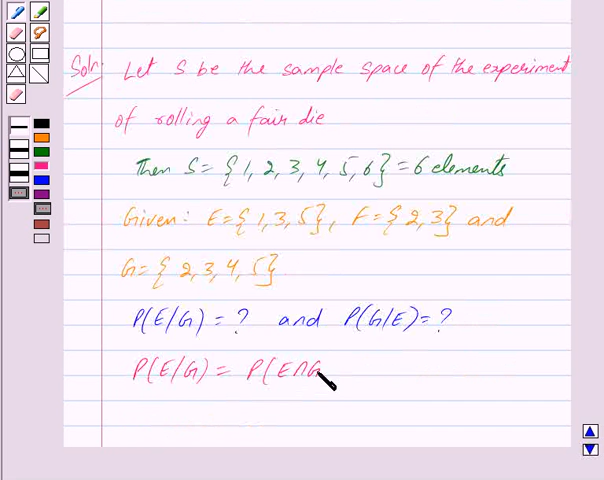 Soln: Let S be the sample space of the experiment
of rolling a fair die
Then S = {1, 2, 3, 4, 5, 6} = 6 elements
Given: E = {1, 3, 5}, F = {2, 3} and
G = {2, 3, 4, 5}
P(E/G) = ? and P(G/E) = ?
P(E/G) = P(E∩G